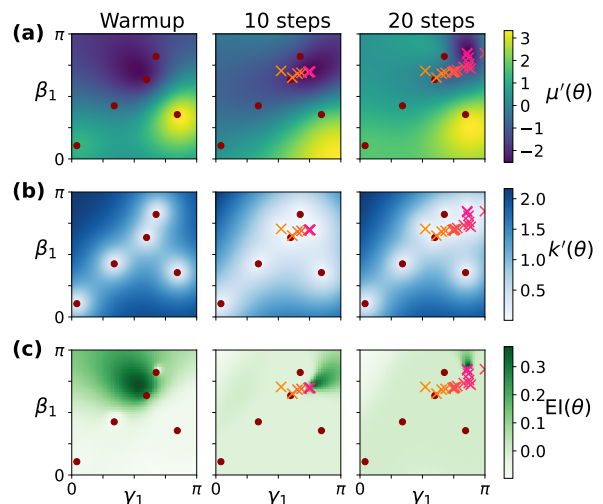 Warmup 10 steps 20 steps
(a) π β₁ 0 3 2 1 0 −1 −2 μ′(θ)
(b) π β₁ 0 2.0 1.5 1.0 0.5 k′(θ)
(c) π β₁ 0 0.3 0.2 0.1 0.0 EI(θ)
0 π 0 π 0 π
γ₁ γ₁ γ₁